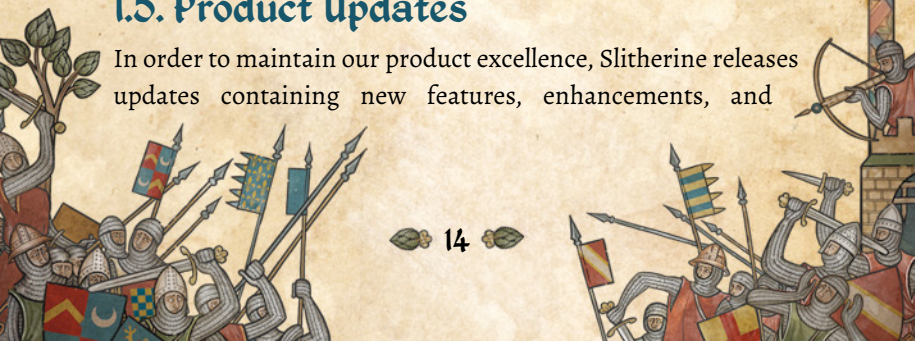 1.5. Product Updates
In order to maintain our product excellence, Slitherine releases
updates containing new features, enhancements, and
14